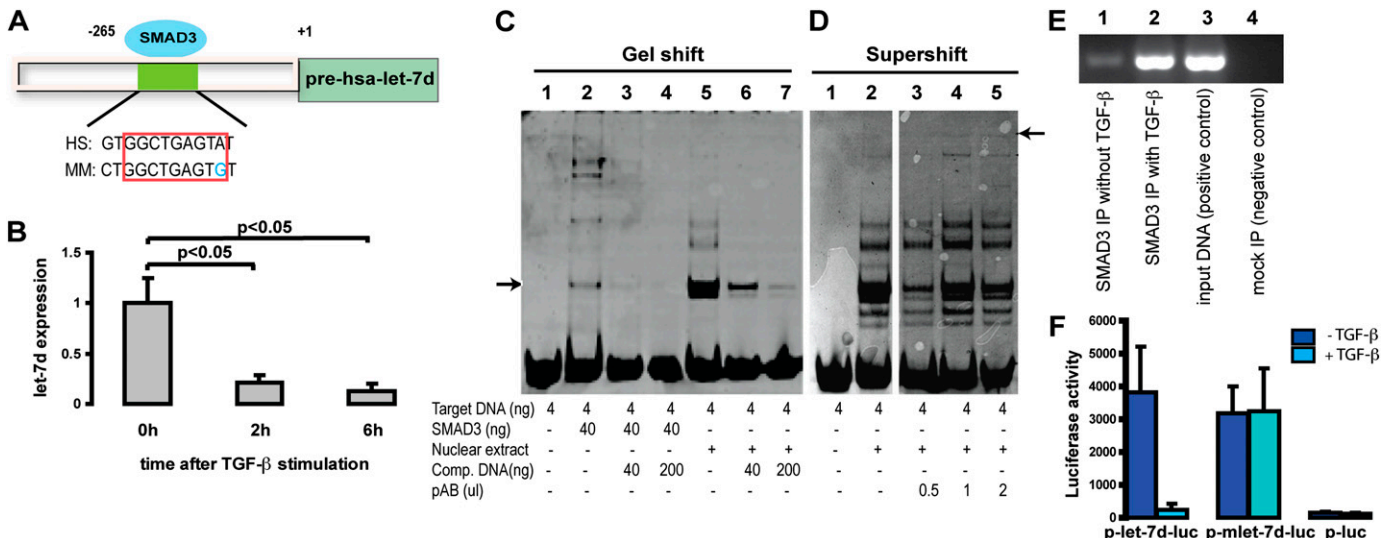 A
-265
SMAD3
+1
pre-hsa-let-7d
HS: GTGGCTGAGTAT
MM: CTGGCTGAGTGT
B
let-7d expression
1.5
1
0.5
0
p<0.05
p<0.05
0h 2h 6h
time after TGF-β stimulation
C
Gel shift
1 2 3 4 5 6 7
D
Supershift
1 2 3 4 5
Target DNA (ng) 4 4 4 4 4 4 4 4 4 4 4 4
SMAD3 (ng) - 40 40 40 - - - - - - - -
Nuclear extract - - - - + + + - + + + +
Comp. DNA(ng) - - 40 200 - 40 200 - - - - -
pAB (ul) - - - - - - - - - 0.5 1 2
E
1 2 3 4
SMAD3 IP without TGF-β
SMAD3 IP with TGF-β
input DNA (positive control)
mock IP (negative control)
F
Luciferase activity
6000
5000
4000
3000
2000
1000
0
- TGF-β
+ TGF-β
p-let-7d-luc p-mlet-7d-luc p-luc